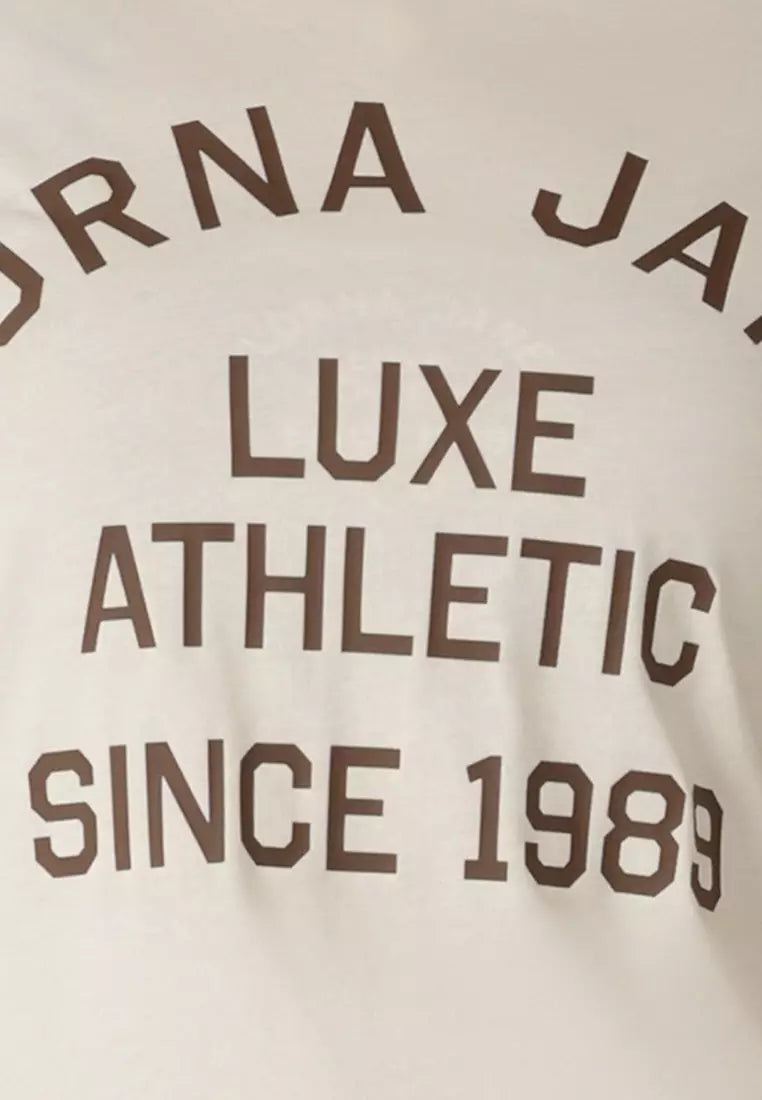 ORNA JA
LUXE
ATHLETIC
SINCE 1989